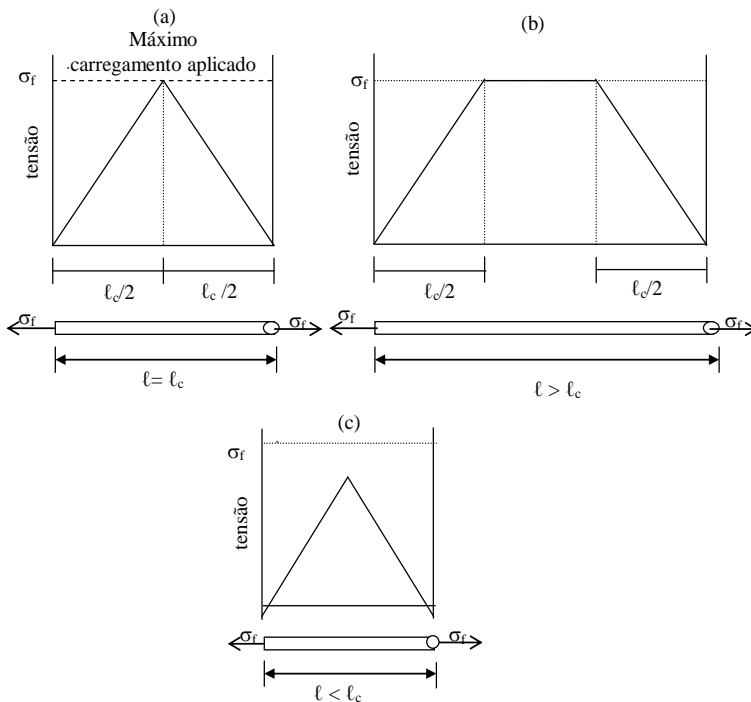 (a)
Máximo
carregamento aplicado
σf
tensão
ℓc/2
ℓc /2
σf
σf
ℓ= ℓc
(b)
σf
ℓc/2
ℓc/2
σf
σf
ℓ > ℓc
(c)
σf
tensão
σf
σf
ℓ < ℓc